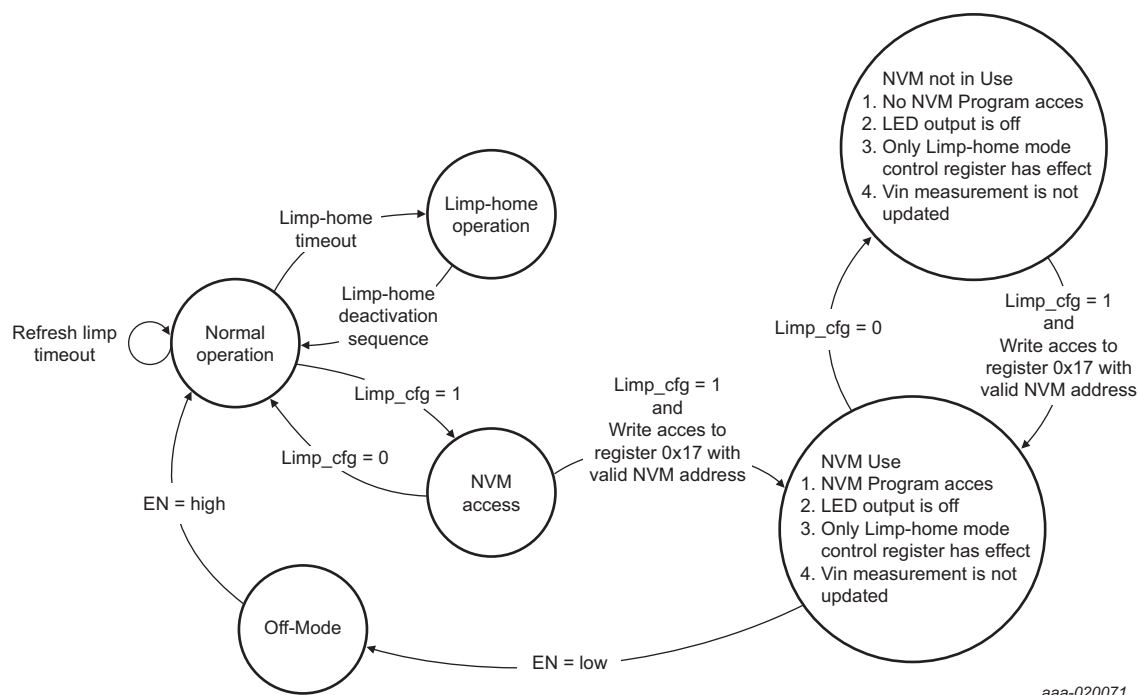 NVM not in Use
1. No NVM Program acces
2. LED output is off
3. Only Limp-home mode
control register has effect
4. Vin measurement is not
updated
Limp-home
operation
Limp-home
timeout
Limp-home
deactivation
sequence
Refresh limp
timeout
Normal
operation
Limp_cfg = 1
Limp_cfg = 0
NVM
access
Limp_cfg = 1
and
Write acces to
register 0x17 with
valid NVM address
Limp_cfg = 0
Limp_cfg = 1
and
Write acces to
register 0x17 with
valid NVM address
NVM Use
1. NVM Program acces
2. LED output is off
3. Only Limp-home mode
control register has effect
4. Vin measurement is not
updated
EN = high
Off-Mode
EN = low
aaa-020071